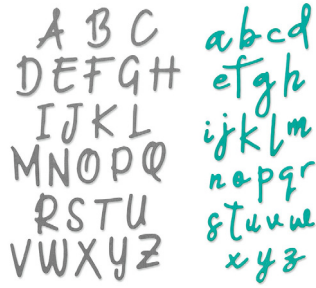 A B C
D E F G H
I J K L
M N O P Q
R S T U
V W X Y Z
a b c d
e f g h
i j k l m
n o p q r
s t u v w
x y z